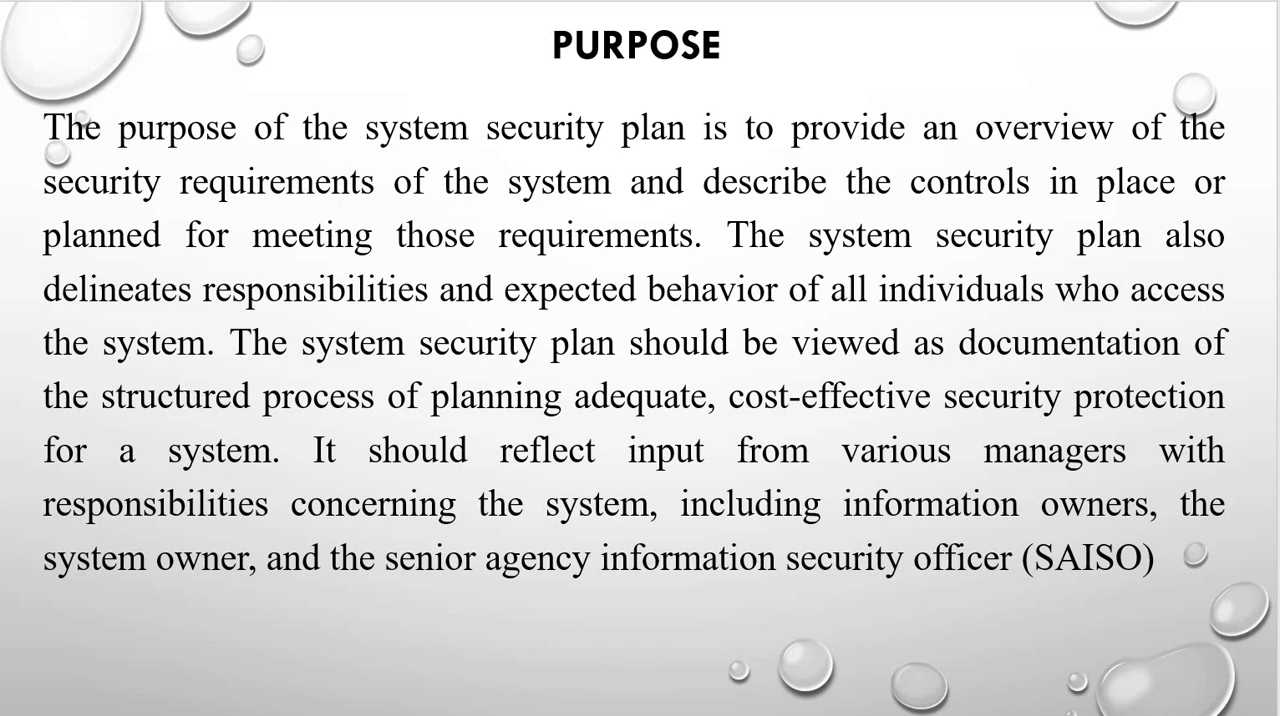 PURPOSE
The purpose of the system security plan is to provide an overview of the
security requirements of the system and describe the controls in place or
planned for meeting those requirements. The system security plan also
delineates responsibilities and expected behavior of all individuals who access
the system. The system security plan should be viewed as documentation of
the structured process of planning adequate, cost-effective security protection
for a system. It should reflect input from various managers with
responsibilities concerning the system, including information owners, the
system owner, and the senior agency information security officer (SAISO)